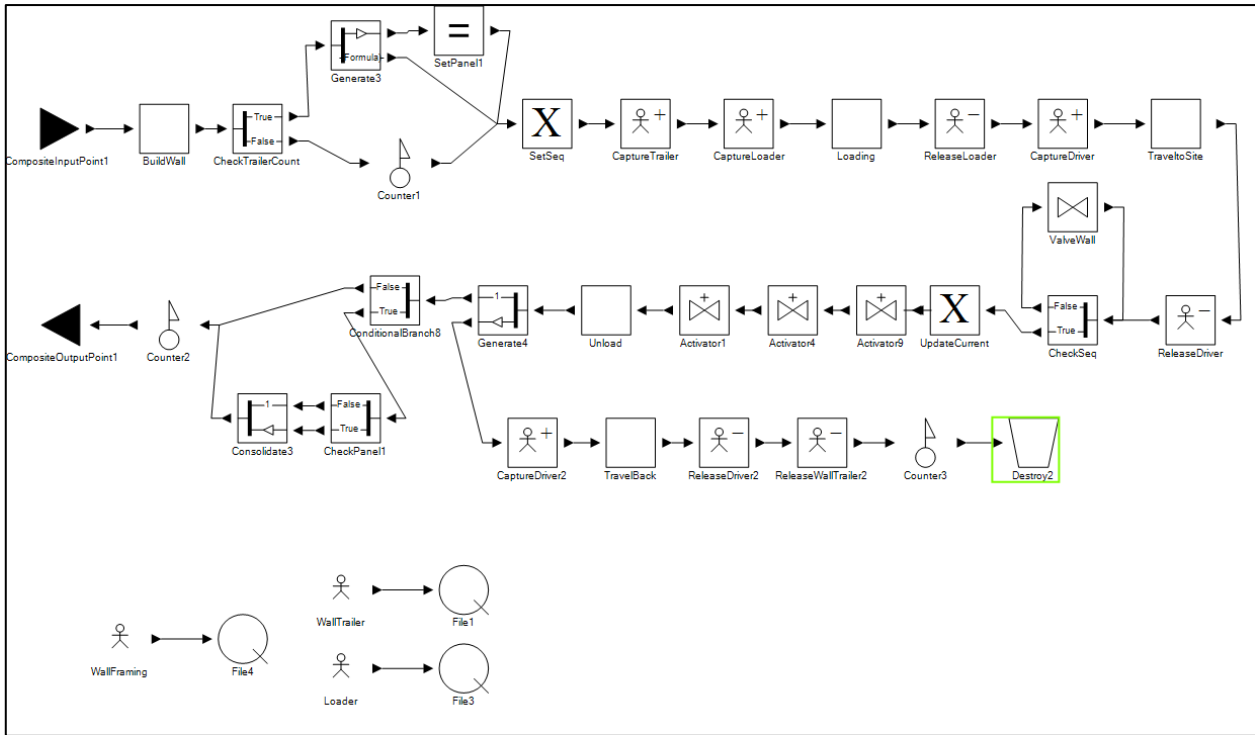 Formula
Generate3
=
SetPanel1
CompositeInputPoint1
BuildWall
True
False
CheckTrailerCount
Counter1
X
SetSeq
+
CaptureTrailer
+
CaptureLoader
Loading
−
ReleaseLoader
+
CaptureDriver
TraveltoSite
ValveWall
CompositeOutputPoint1
Counter2
False
True
ConditionalBranch8
1
Generate4
Unload
+
Activator1
+
Activator4
+
Activator9
X
UpdateCurrent
False
True
CheckSeq
−
ReleaseDriver
1
Consolidate3
False
True
CheckPanel1
+
CaptureDriver2
TravelBack
−
ReleaseDriver2
−
ReleaseWallTrailer2
Counter3
Destroy2
WallTrailer
File1
WallFraming
File4
Loader
File3